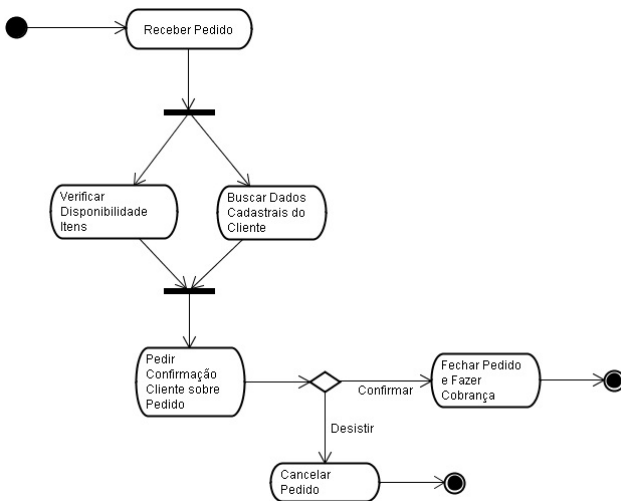 Receber Pedido
Verificar
Disponibilidade
Itens
Buscar Dados
Cadastrais do
Cliente
Pedir
Confirmação
Cliente sobre
Pedido
Confirmar
Fechar Pedido
e Fazer
Cobrança
Desistir
Cancelar
Pedido